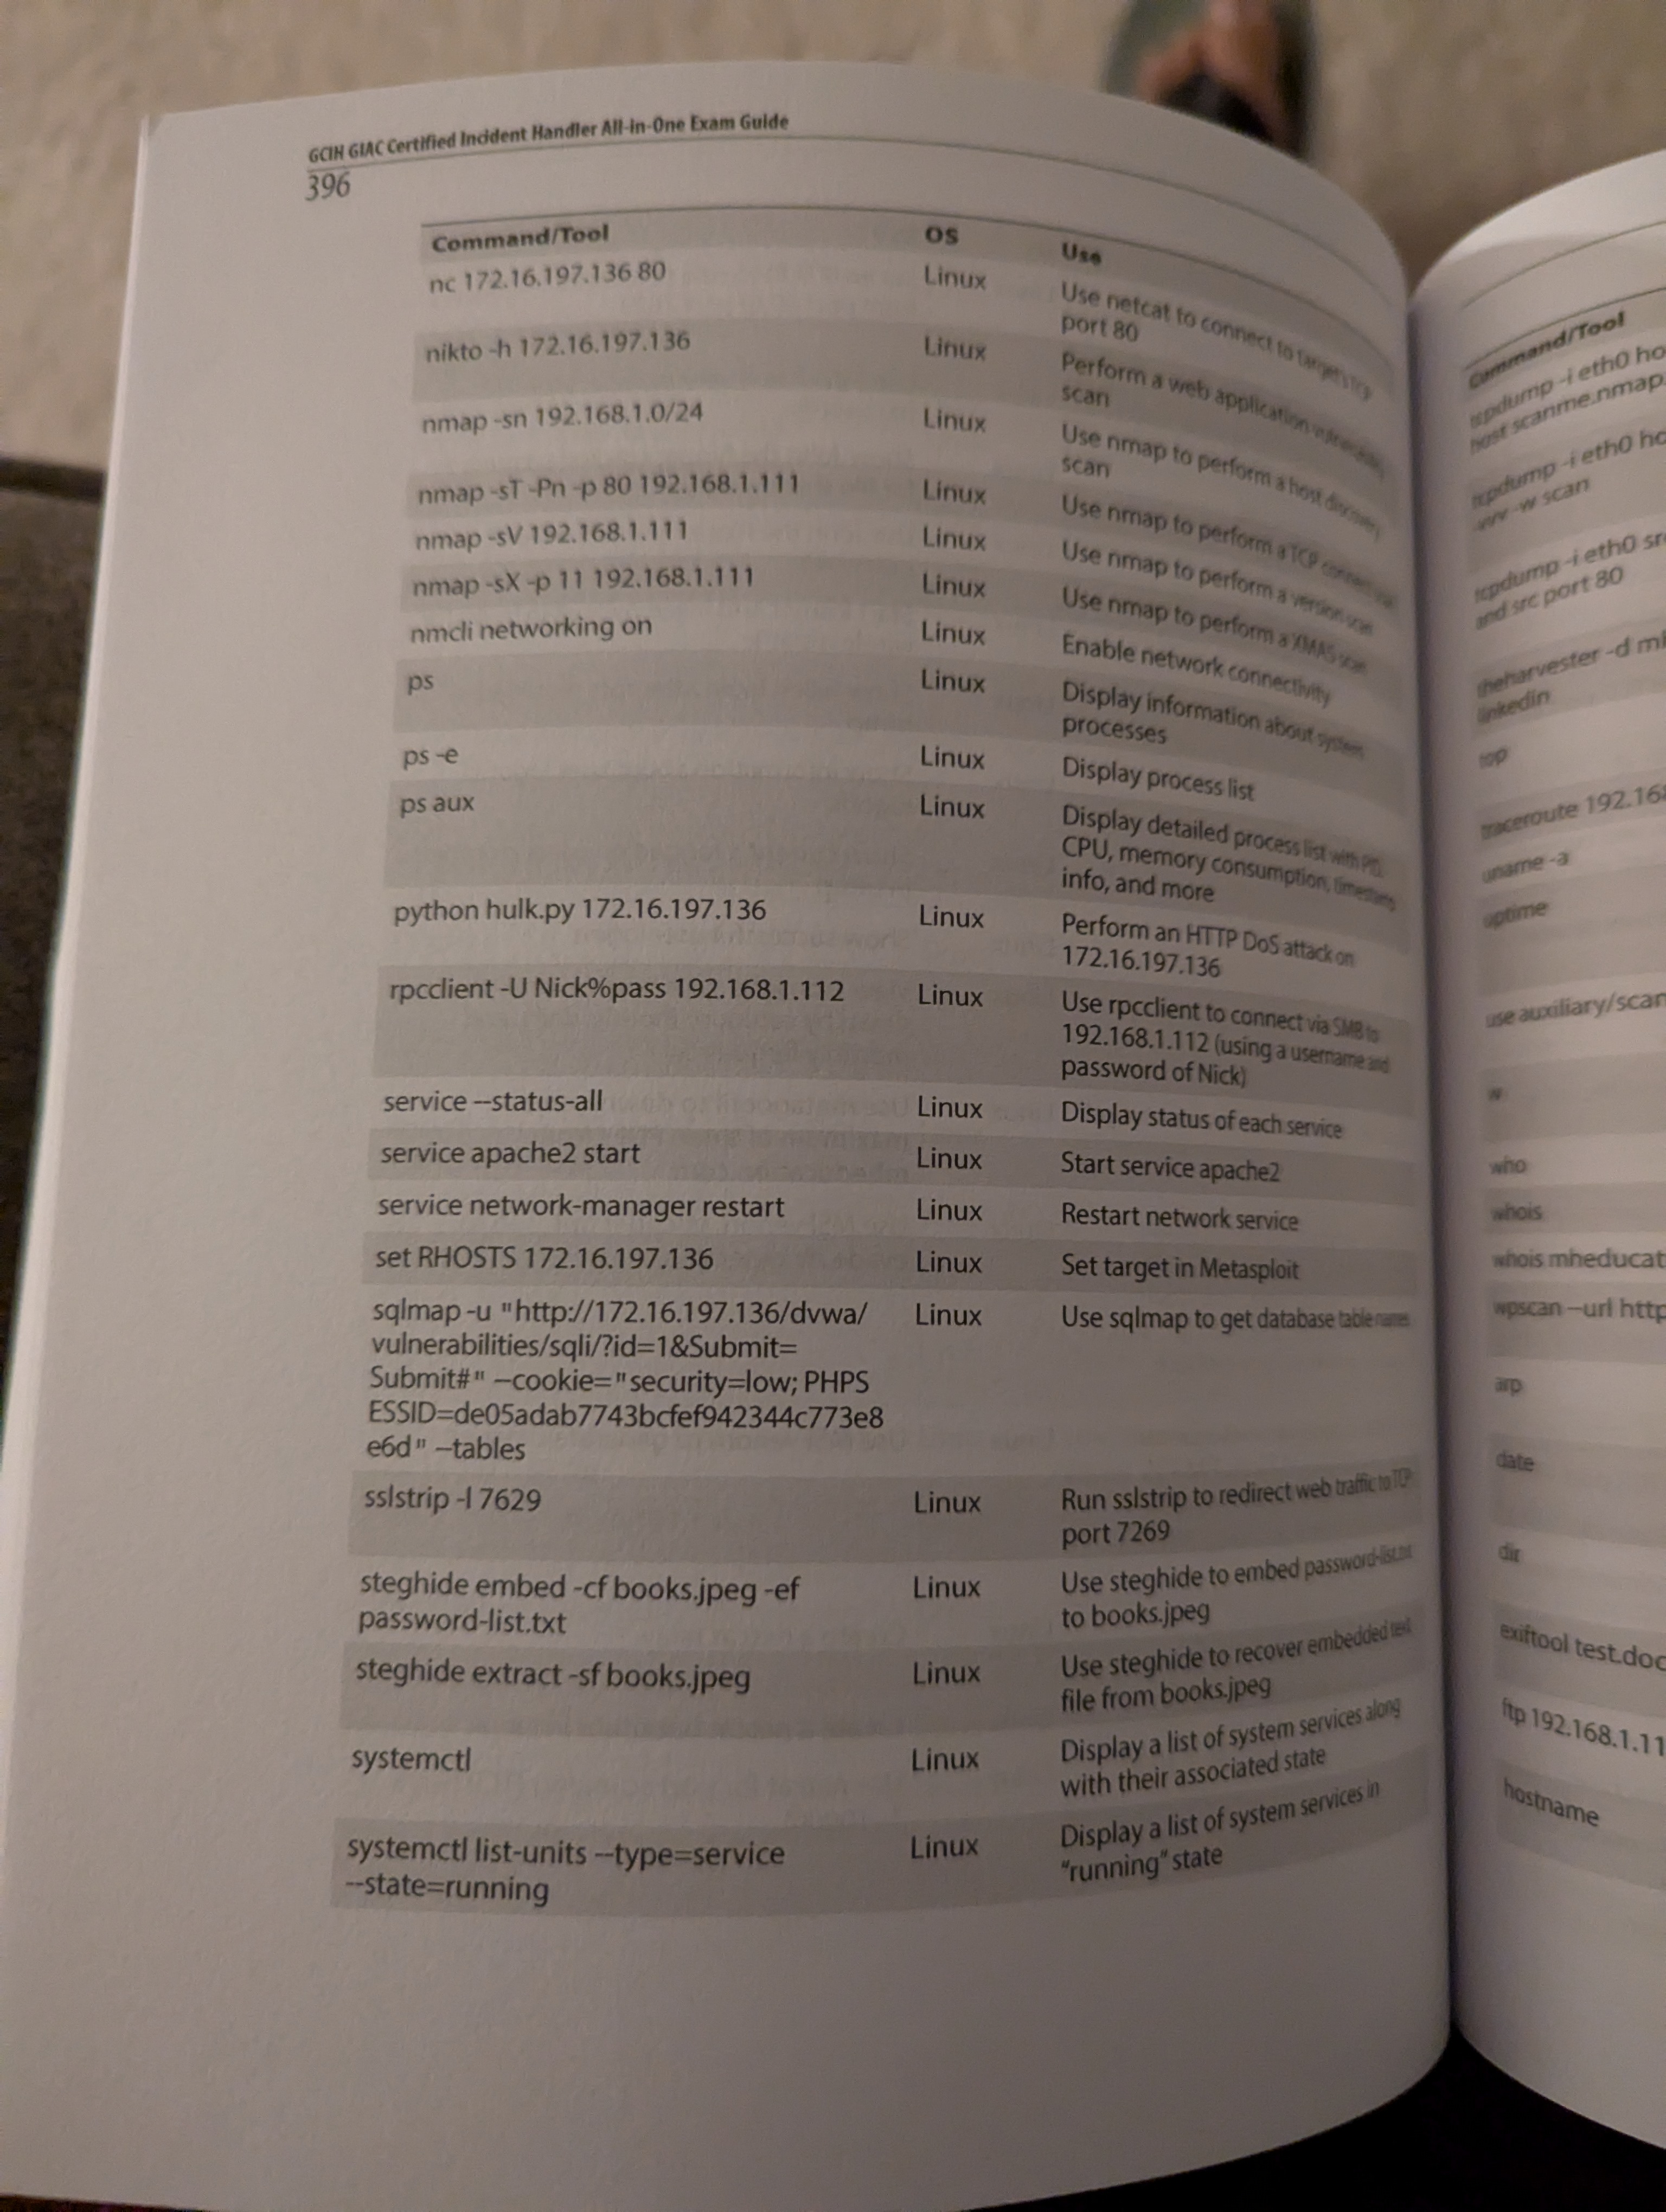 GCIH GIAC Certified Incident Handler All-in-One Exam Guide
396
Command/Tool OS Use
nc 172.16.197.136 80 Linux Use netcat to connect to target's TCP
port 80
nikto -h 172.16.197.136 Linux Perform a web application vulnerability
scan
nmap -sn 192.168.1.0/24 Linux Use nmap to perform a host discovery
scan
nmap -sT -Pn -p 80 192.168.1.111 Linux Use nmap to perform a TCP connect scan
nmap -sV 192.168.1.111 Linux Use nmap to perform a version scan
nmap -sX -p 11 192.168.1.111 Linux Use nmap to perform a XMAS scan
nmcli networking on Linux Enable network connectivity
ps Linux Display information about system
processes
ps -e Linux Display process list
ps aux Linux Display detailed process list with PID,
CPU, memory consumption, timestamp
info, and more
python hulk.py 172.16.197.136 Linux Perform an HTTP DoS attack on
172.16.197.136
rpcclient -U Nick%pass 192.168.1.112 Linux Use rpcclient to connect via SMB to
192.168.1.112 (using a username and
password of Nick)
service --status-all Linux Display status of each service
service apache2 start Linux Start service apache2
service network-manager restart Linux Restart network service
set RHOSTS 172.16.197.136 Linux Set target in Metasploit
sqlmap -u "http://172.16.197.136/dvwa/ Linux Use sqlmap to get database table names
vulnerabilities/sqli/?id=1&Submit=
Submit#" --cookie="security=low; PHPS
ESSID=de05adab7743bcfef942344c773e8
e6d" --tables
sslstrip -l 7629 Linux Run sslstrip to redirect web traffic to TCP
port 7269
steghide embed -cf books.jpeg -ef Linux Use steghide to embed password-list.txt
password-list.txt to books.jpeg
steghide extract -sf books.jpeg Linux Use steghide to recover embedded text
file from books.jpeg
systemctl Linux Display a list of system services along
with their associated state
systemctl list-units --type=service Linux Display a list of system services in
--state=running "running" state
Command/Tool
tcpdump -i eth0 ho
host scanme.nmap.
tcpdump -i eth0 ho
-vvv -w scan
tcpdump -i eth0 sr
and src port 80
theharvester -d
linkedin
top
traceroute 192.16
uname -a
uptime
use auxiliary/scan
w
who
whois
whois mheducat
wpscan --url http
arp
date
dir
exiftool test.doc
ftp 192.168.1.11
hostname